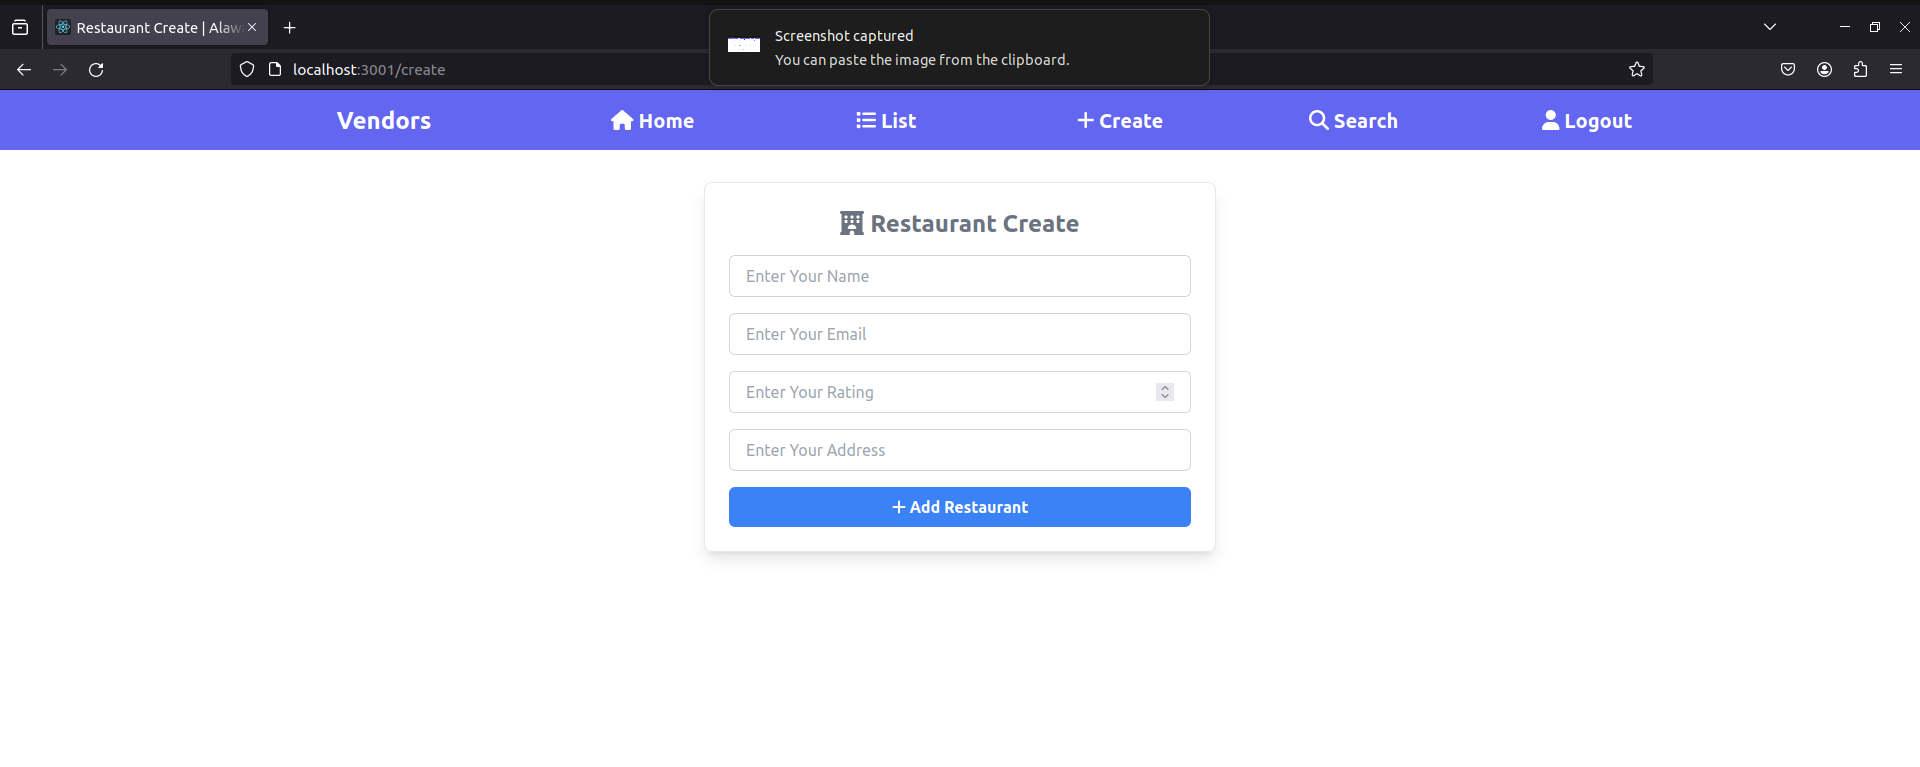 Restaurant Create | Alaw
Screenshot captured
You can paste the image from the clipboard.
localhost:3001/create
Vendors Home List Create Search Logout
Restaurant Create
Enter Your Name
Enter Your Email
Enter Your Rating
Enter Your Address
Add Restaurant